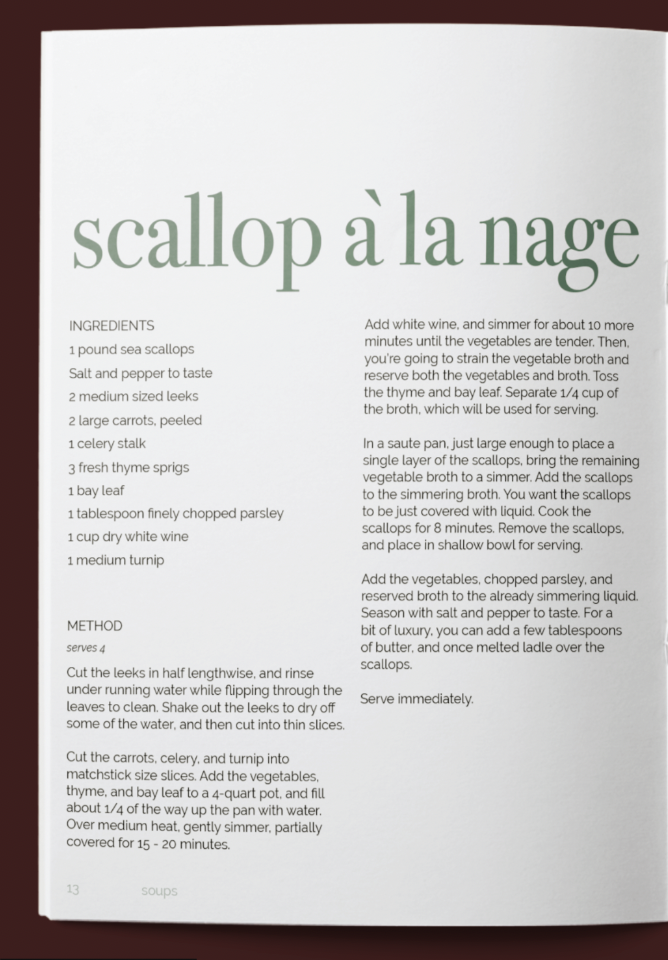 scallop à la nage
INGREDIENTS
1 pound sea scallops
Salt and pepper to taste
2 medium sized leeks
2 large carrots, peeled
1 celery stalk
3 fresh thyme sprigs
1 bay leaf
1 tablespoon finely chopped parsley
1 cup dry white wine
1 medium turnip
METHOD
serves 4
Cut the leeks in half lengthwise, and rinse
under running water while flipping through the
leaves to clean. Shake out the leeks to dry off
some of the water, and then cut into thin slices.
Cut the carrots, celery, and turnip into
matchstick size slices. Add the vegetables,
thyme, and bay leaf to a 4-quart pot, and fill
about 1/4 of the way up the pan with water.
Over medium heat, gently simmer, partially
covered for 15 - 20 minutes.
Add white wine, and simmer for about 10 more
minutes until the vegetables are tender. Then,
you're going to strain the vegetable broth and
reserve both the vegetables and broth. Toss
the thyme and bay leaf. Separate 1/4 cup of
the broth, which will be used for serving.
In a saute pan, just large enough to place a
single layer of the scallops, bring the remaining
vegetable broth to a simmer. Add the scallops
to the simmering broth. You want the scallops
to be just covered with liquid. Cook the
scallops for 8 minutes. Remove the scallops,
and place in shallow bowl for serving.
Add the vegetables, chopped parsley, and
reserved broth to the already simmering liquid.
Season with salt and pepper to taste. For a
bit of luxury, you can add a few tablespoons
of butter, and once melted ladle over the
scallops.
Serve immediately.
13 soups